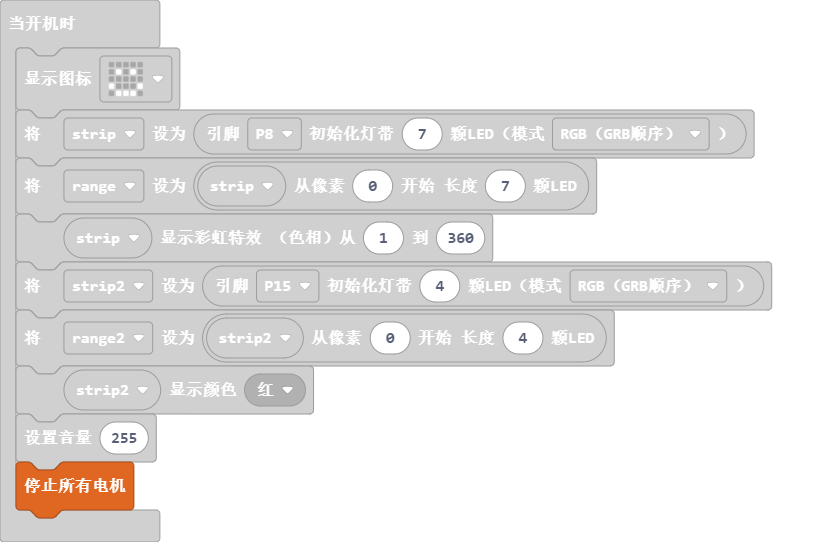 当开机时
显示图标
将 strip 设为 引脚 P8 初始化灯带 7 颗LED（模式 RGB（GRB顺序） ）
将 range 设为 strip 从像素 0 开始 长度 7 颗LED
strip 显示彩虹特效 （色相）从 1 到 360
将 strip2 设为 引脚 P15 初始化灯带 4 颗LED（模式 RGB（GRB顺序） ）
将 range2 设为 strip2 从像素 0 开始 长度 4 颗LED
strip2 显示颜色 红
设置音量 255
停止所有电机